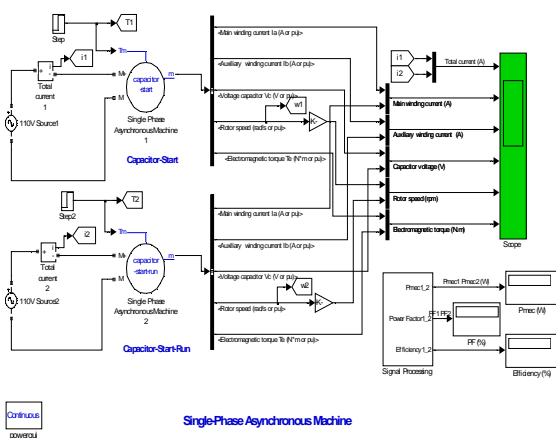 Step
T1
i1
Tm
m
<Main winding current Ia (A or pu)>
<Auxiliary winding current Ib (A or pu)>
<Voltage capacitor Vc (V or pu)>
<Rotor speed (rad/s or pu)>
<Electromagnetic torque Te (N*m or pu)>
w1
K-
capacitor
-start
M+
M
Total
current
1
110V Source1
Single Phase
Asynchronous Machine
1
Capacitor-Start
i1
i2
Total current (A)
Main winding current (A)
Auxiliay winding current (A)
Capacitor voltage (V)
Rotor speed (rpm)
Electromagnetic torque (N.m)
Scope
Step2
T2
i2
Tm
m
<Main winding current Ia (A or pu)>
<Auxiliary winding current Ib (A or pu)>
<Voltage capacitor Vc (V or pu)>
<Rotor speed (rad/s or pu)>
<Electromagnetic torque Te (N*m or pu)>
w2
K-
capacitor
-start-run
M+
M
Total
current
2
110V Source2
Single Phase
Asynchronous Machine
2
Capacitor-Start-Run
Pmec1_2
Pmec1 Pmec2 (W)
Pmec (W)
Power Factor1_2
PF1 PF2
PF (%)
Efficiency1_2
Efficiency (%)
Signal Processing
Continuous
powergui
Single-Phase Asynchronous Machine